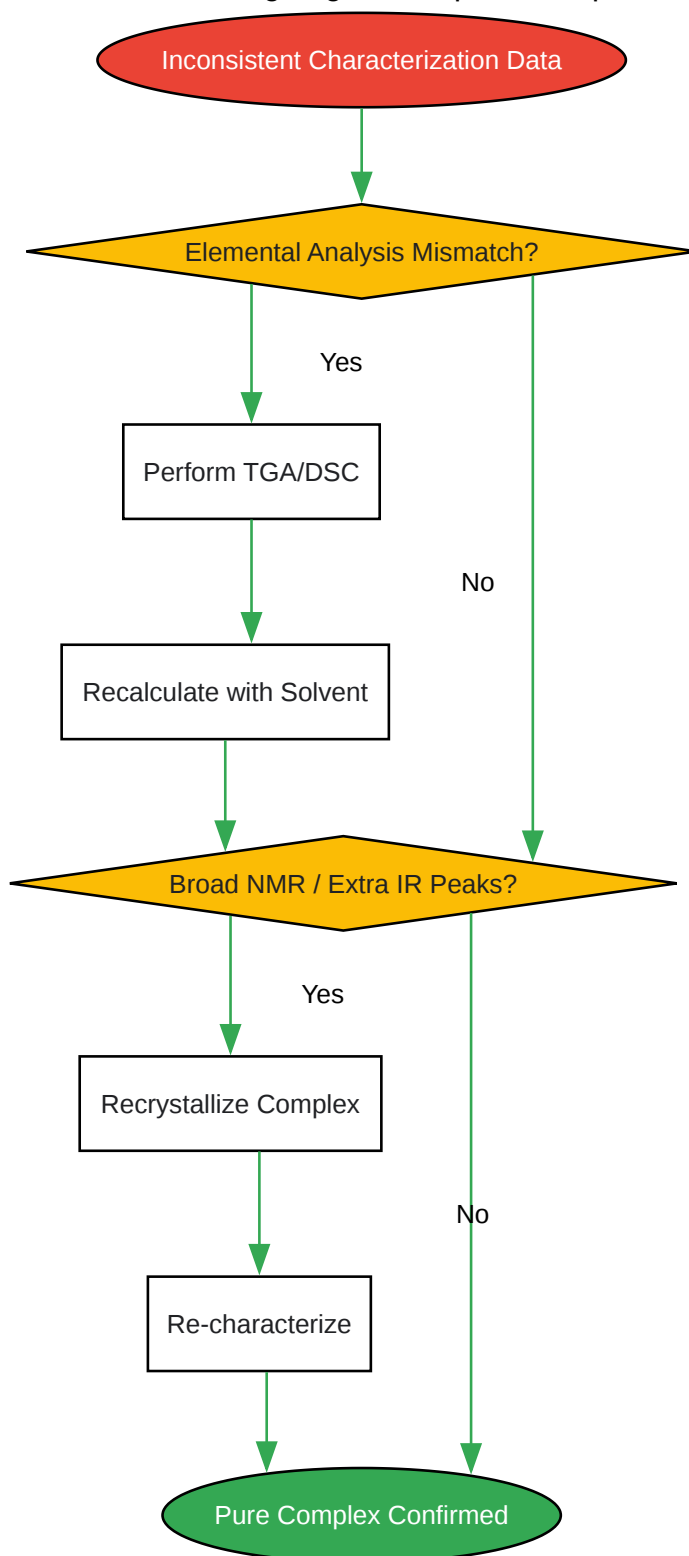 Inconsistent Characterization Data
Elemental Analysis Mismatch?
Yes
Perform TGA/DSC
No
Recalculate with Solvent
Broad NMR / Extra IR Peaks?
Yes
Recrystallize Complex
No
Re-characterize
Pure Complex Confirmed